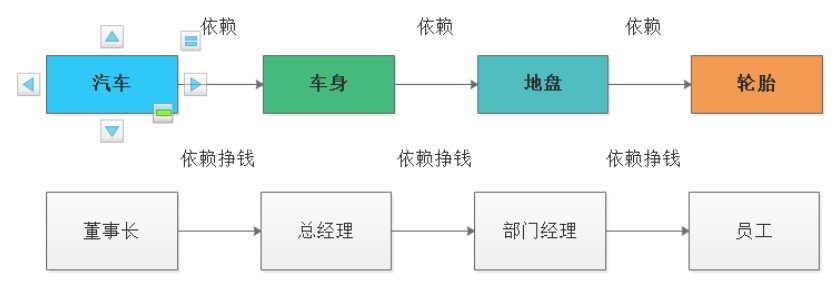 依赖 依赖 依赖
汽车 车身 地盘 轮胎
依赖挣钱 依赖挣钱 依赖挣钱
董事长 总经理 部门经理 员工